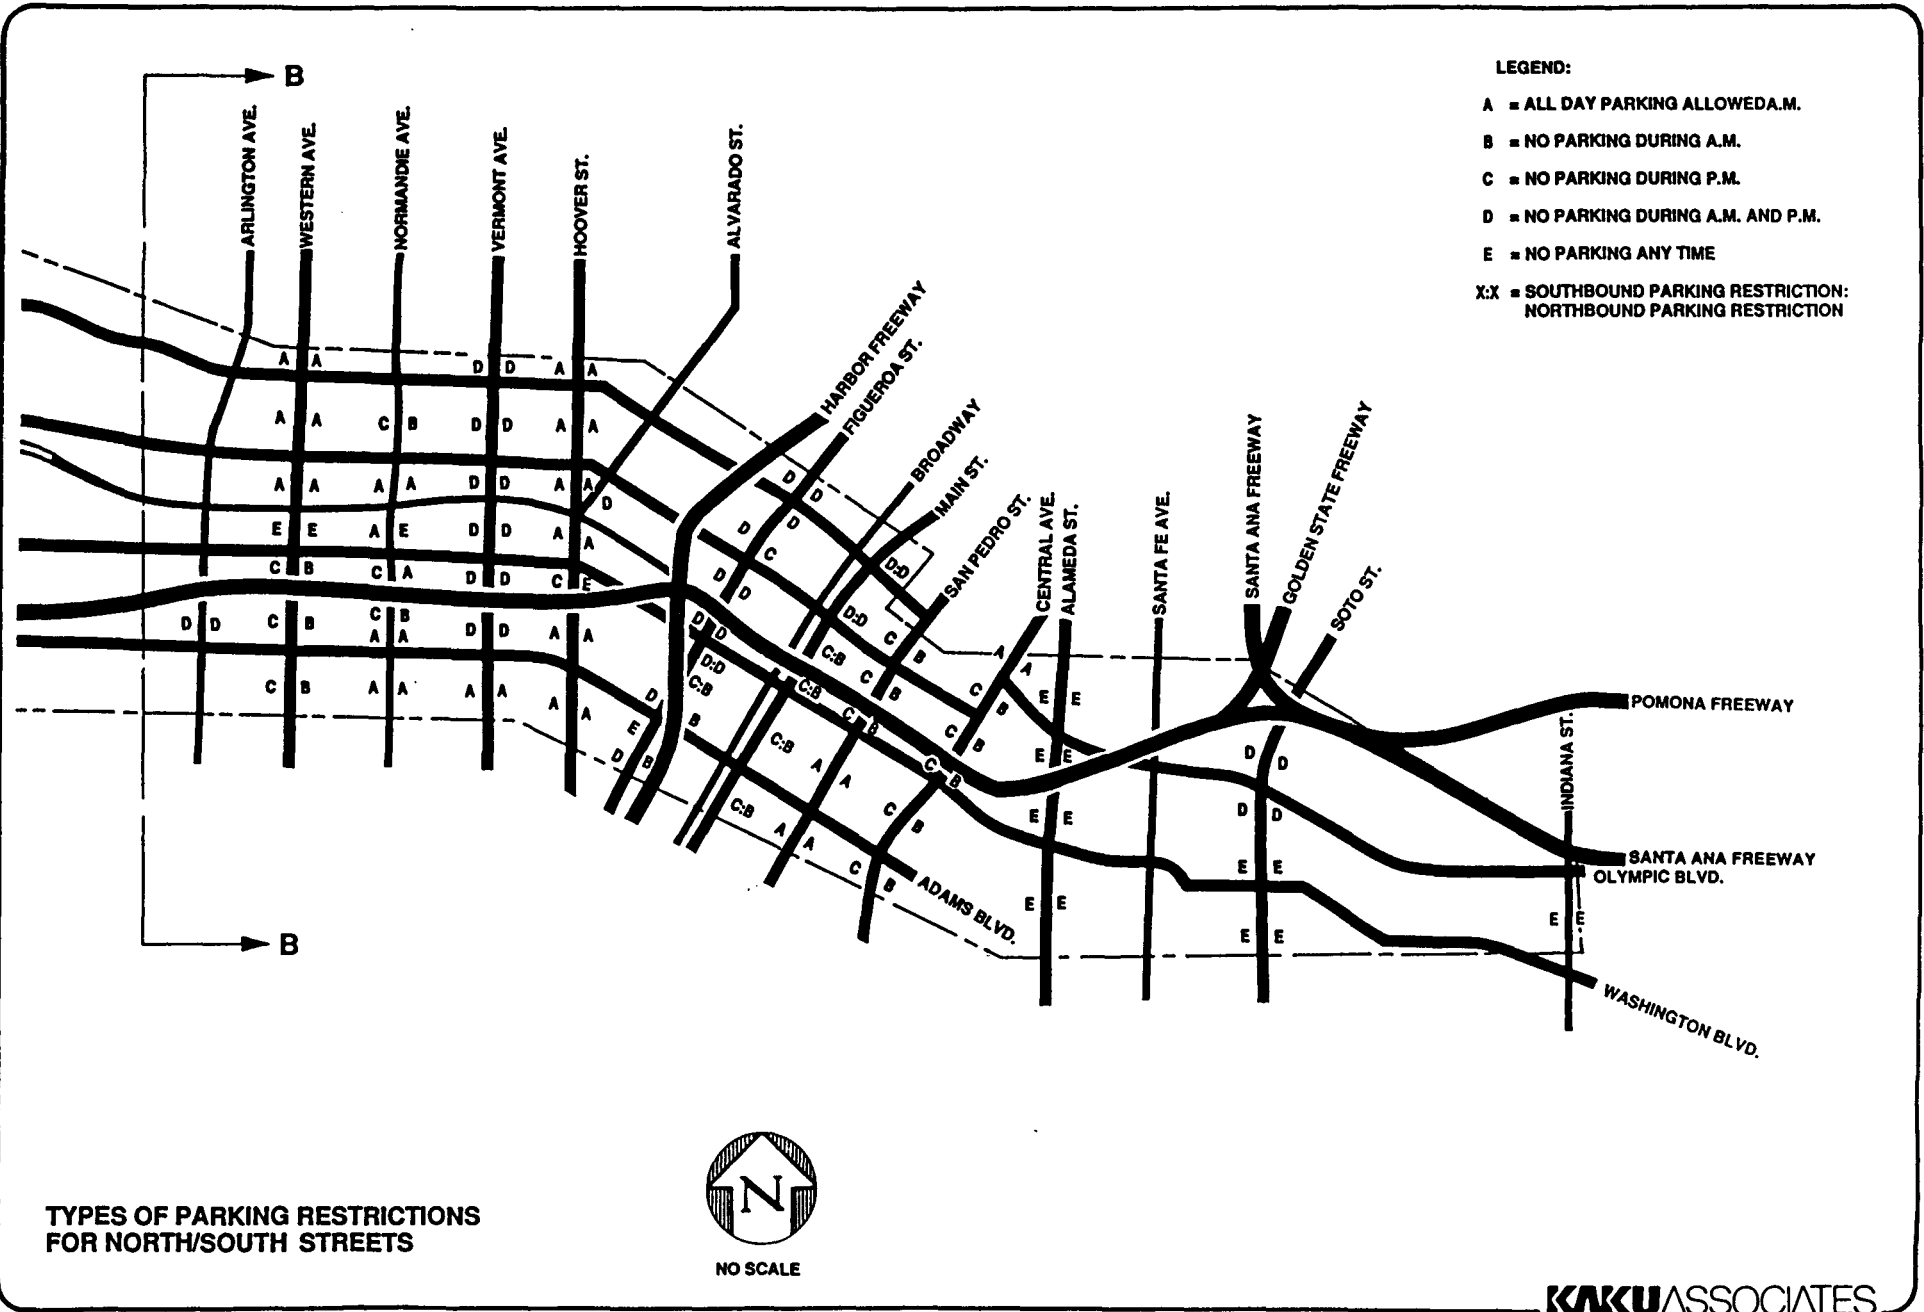 B
ARLINGTON AVE.
WESTERN AVE.
NORMANDIE AVE.
VERMONT AVE.
HOOVER ST.
ALVARADO ST.
HARBOR FREEWAY
FIGUEROA ST.
BROADWAY
MAIN ST.
SAN PEDRO ST.
CENTRAL AVE.
ALAMEDA ST.
SANTA FE AVE.
SANTA ANA FREEWAY
GOLDEN STATE FREEWAY
SOTO ST.
INDIANA ST.
LEGEND:
A = ALL DAY PARKING ALLOWEDA.M.
B = NO PARKING DURING A.M.
C = NO PARKING DURING P.M.
D = NO PARKING DURING A.M. AND P.M.
E = NO PARKING ANY TIME
X:X = SOUTHBOUND PARKING RESTRICTION:
NORTHBOUND PARKING RESTRICTION
A A D D A A
A A C B D D A A
A A A A D D A A D
E E A E D D A A
C B C A D D C E
D D C B C B D D A A
A A
C B A A A A A A
D D
D D
D C
D D
D:D
D:D
C B
C:B
C B
D D
D:D
C:B
C:B
C B
C B
D
E B
D B
C:B
A A
C:B
A A
C B
C B
A A
C B
C B
E E
E E
E E
E E
D D
D D
E E
E E
E E
POMONA FREEWAY
SANTA ANA FREEWAY
OLYMPIC BLVD.
WASHINGTON BLVD.
ADAMS BLVD.
B
N
NO SCALE
TYPES OF PARKING RESTRICTIONS
FOR NORTH/SOUTH STREETS
KAKU ASSOCIATES